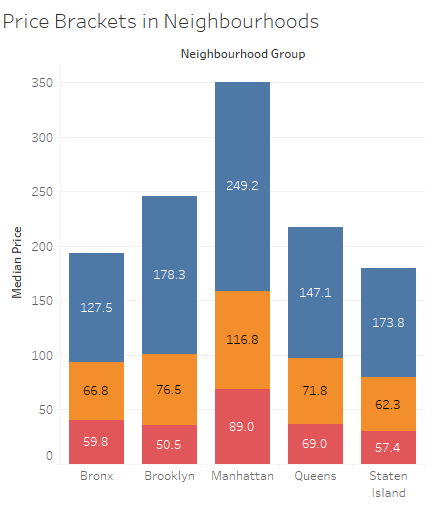 Price Brackets in Neighbourhoods
Neighbourhood Group
Median Price
350
300
250
200
150
100
50
0
127.5
66.8
59.8
178.3
76.5
50.5
249.2
116.8
89.0
147.1
71.8
69.0
173.8
62.3
57.4
Bronx
Brooklyn
Manhattan
Queens
Staten
Island